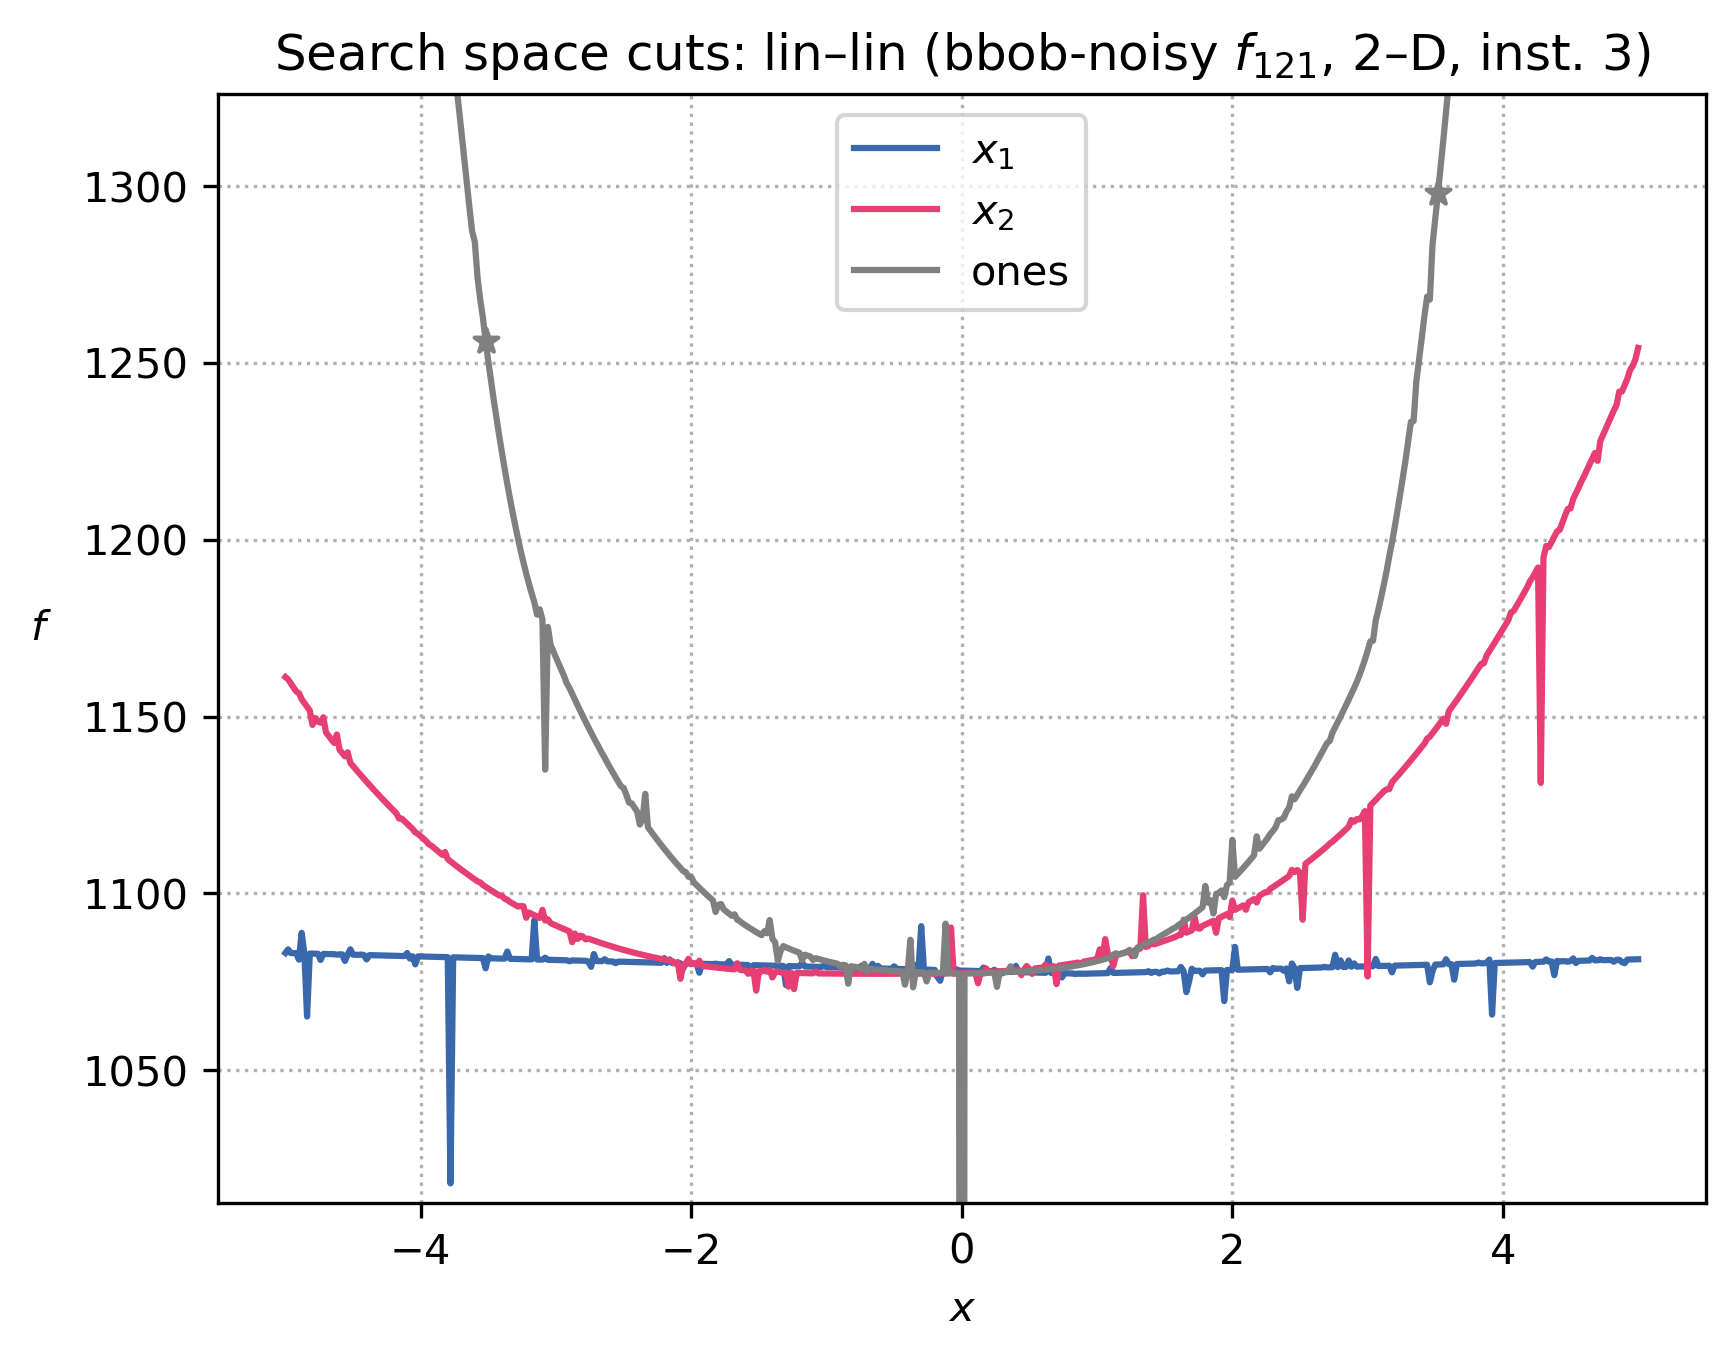 Search space cuts: lin–lin (bbob-noisy f₁₂₁, 2–D, inst. 3)
x₁
x₂
ones
1300
1250
1200
1150
1100
1050
f
−4 −2 0 2 4
x